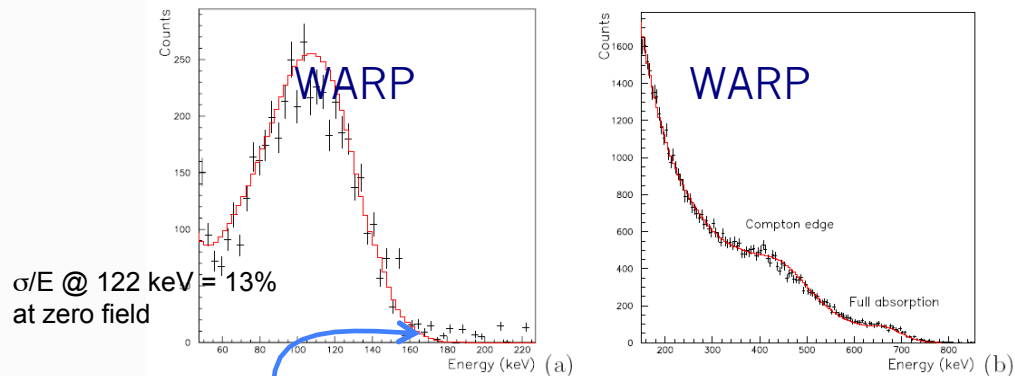 Counts
250
200
150
100
50
0
60 80 100 120 140 160 180 200 220
Energy (keV)
(a)
WARP
σ/E @ 122 keV = 13%
at zero field
Counts
1600
1400
1200
1000
800
600
400
200
0
200 300 400 500 600 700 800
Energy (keV)
(b)
WARP
Compton edge
Full absorption